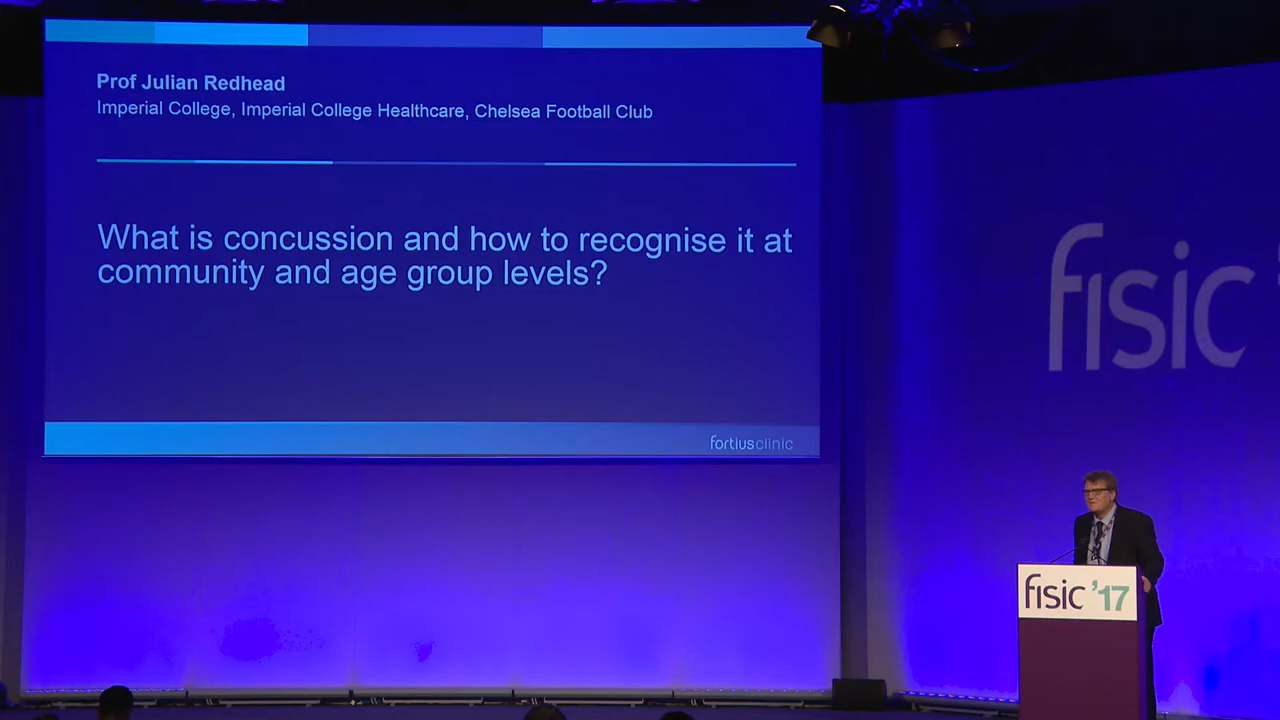 Prof Julian Redhead
Imperial College, Imperial College Healthcare, Chelsea Football Club
What is concussion and how to recognise it at
community and age group levels?
fortiusclinic
fisic
fisic '17